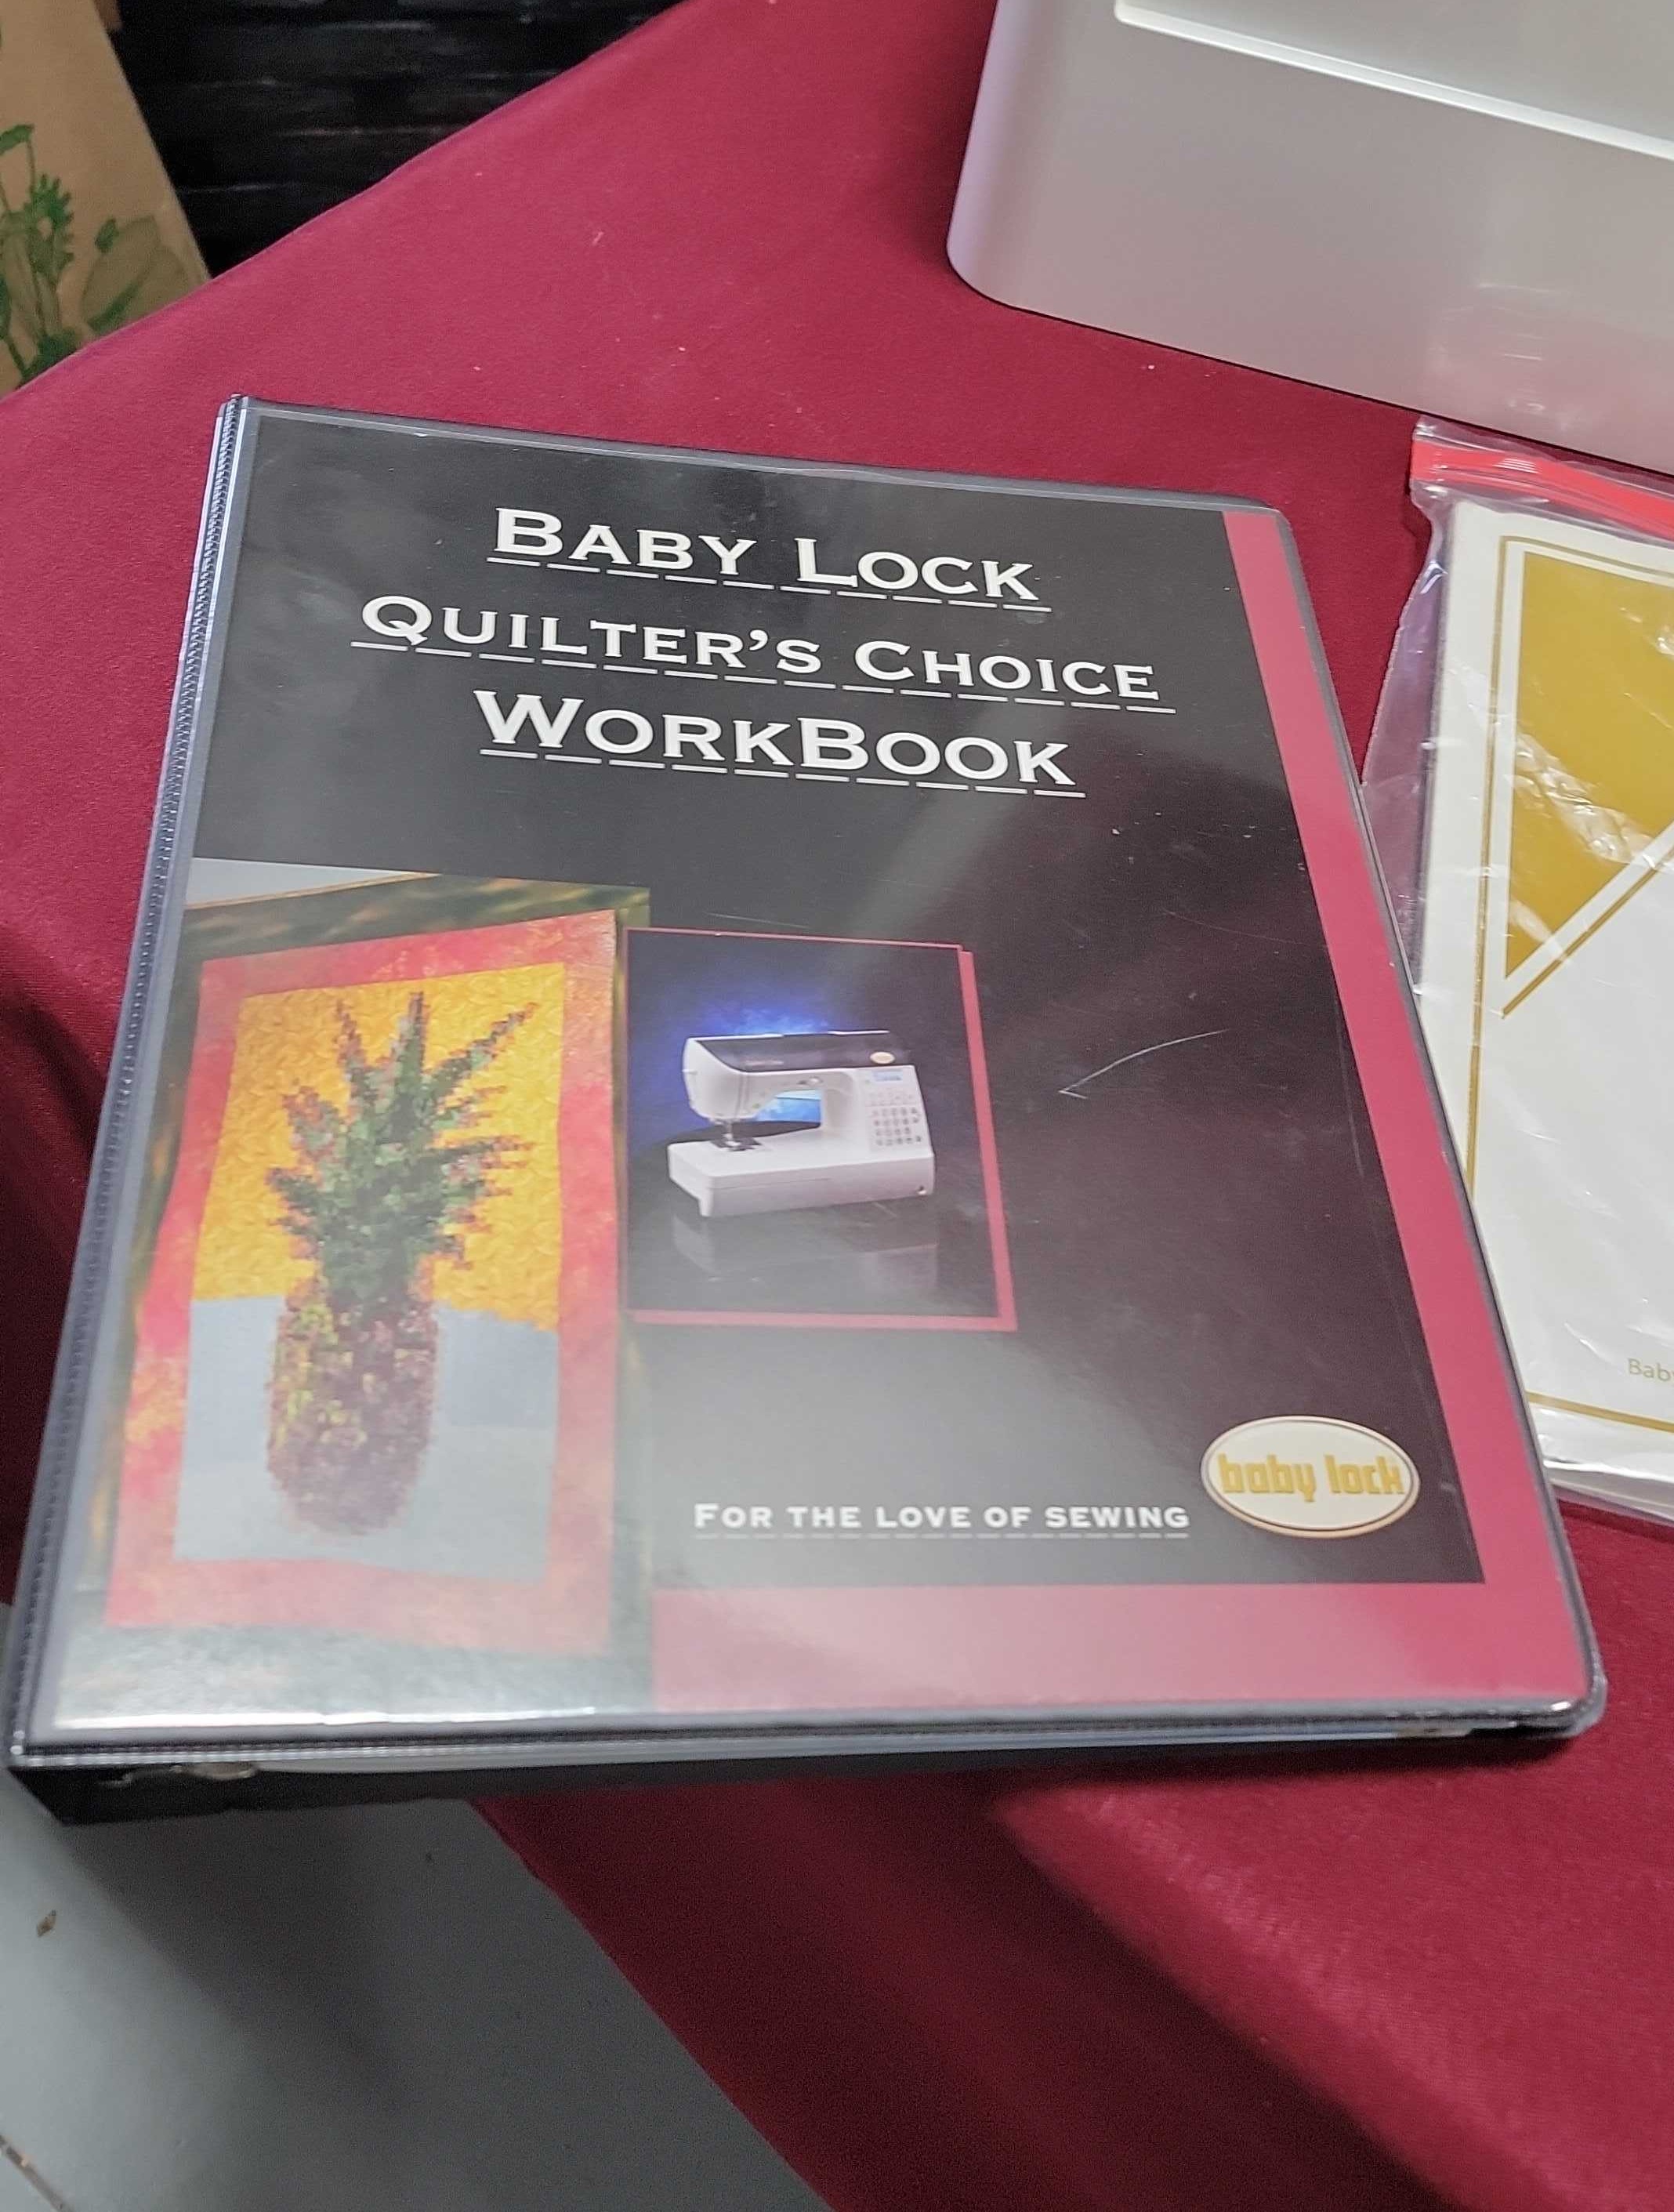 BABY LOCK
QUILTER'S CHOICE
WORKBOOK
FOR THE LOVE OF SEWING
baby lock